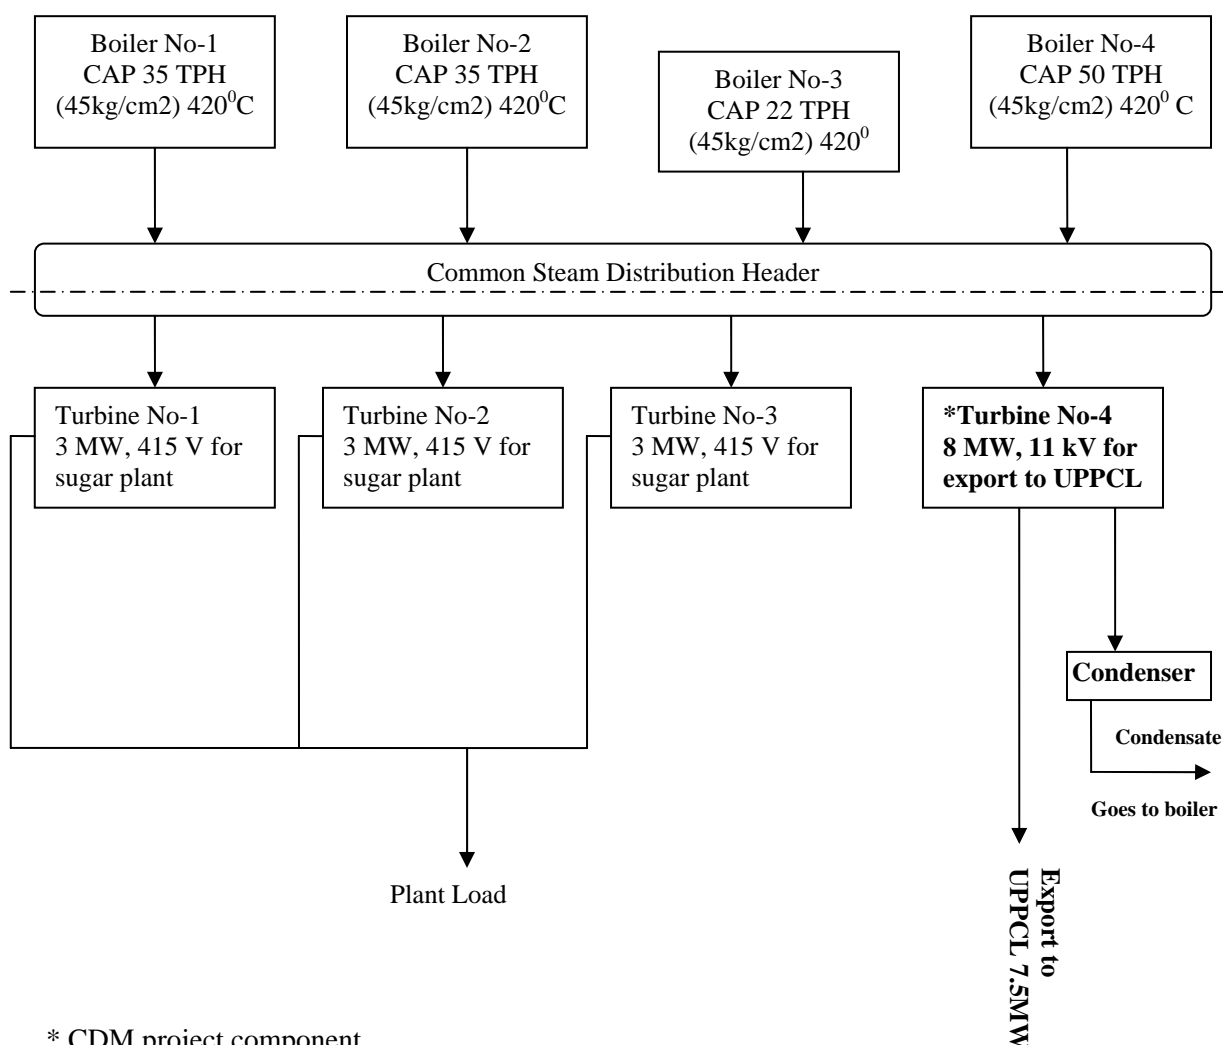 Boiler No-1
CAP 35 TPH
(45kg/cm2) 420⁰C
Boiler No-2
CAP 35 TPH
(45kg/cm2) 420⁰C
Boiler No-3
CAP 22 TPH
(45kg/cm2) 420⁰
Boiler No-4
CAP 50 TPH
(45kg/cm2) 420⁰ C
Common Steam Distribution Header
Turbine No-1
3 MW, 415 V for
sugar plant
Turbine No-2
3 MW, 415 V for
sugar plant
Turbine No-3
3 MW, 415 V for
sugar plant
*Turbine No-4
8 MW, 11 kV for
export to UPPCL
Condenser
Condensate
Goes to boiler
Plant Load
Export to
UPPCL 7.5MW
* CDM project component